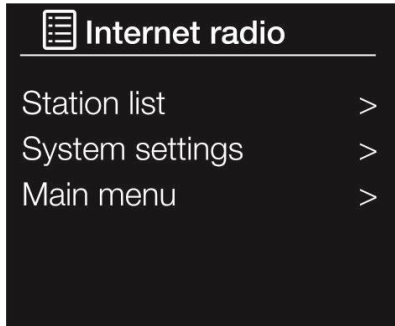 Internet radio
Station list >
System settings >
Main menu >